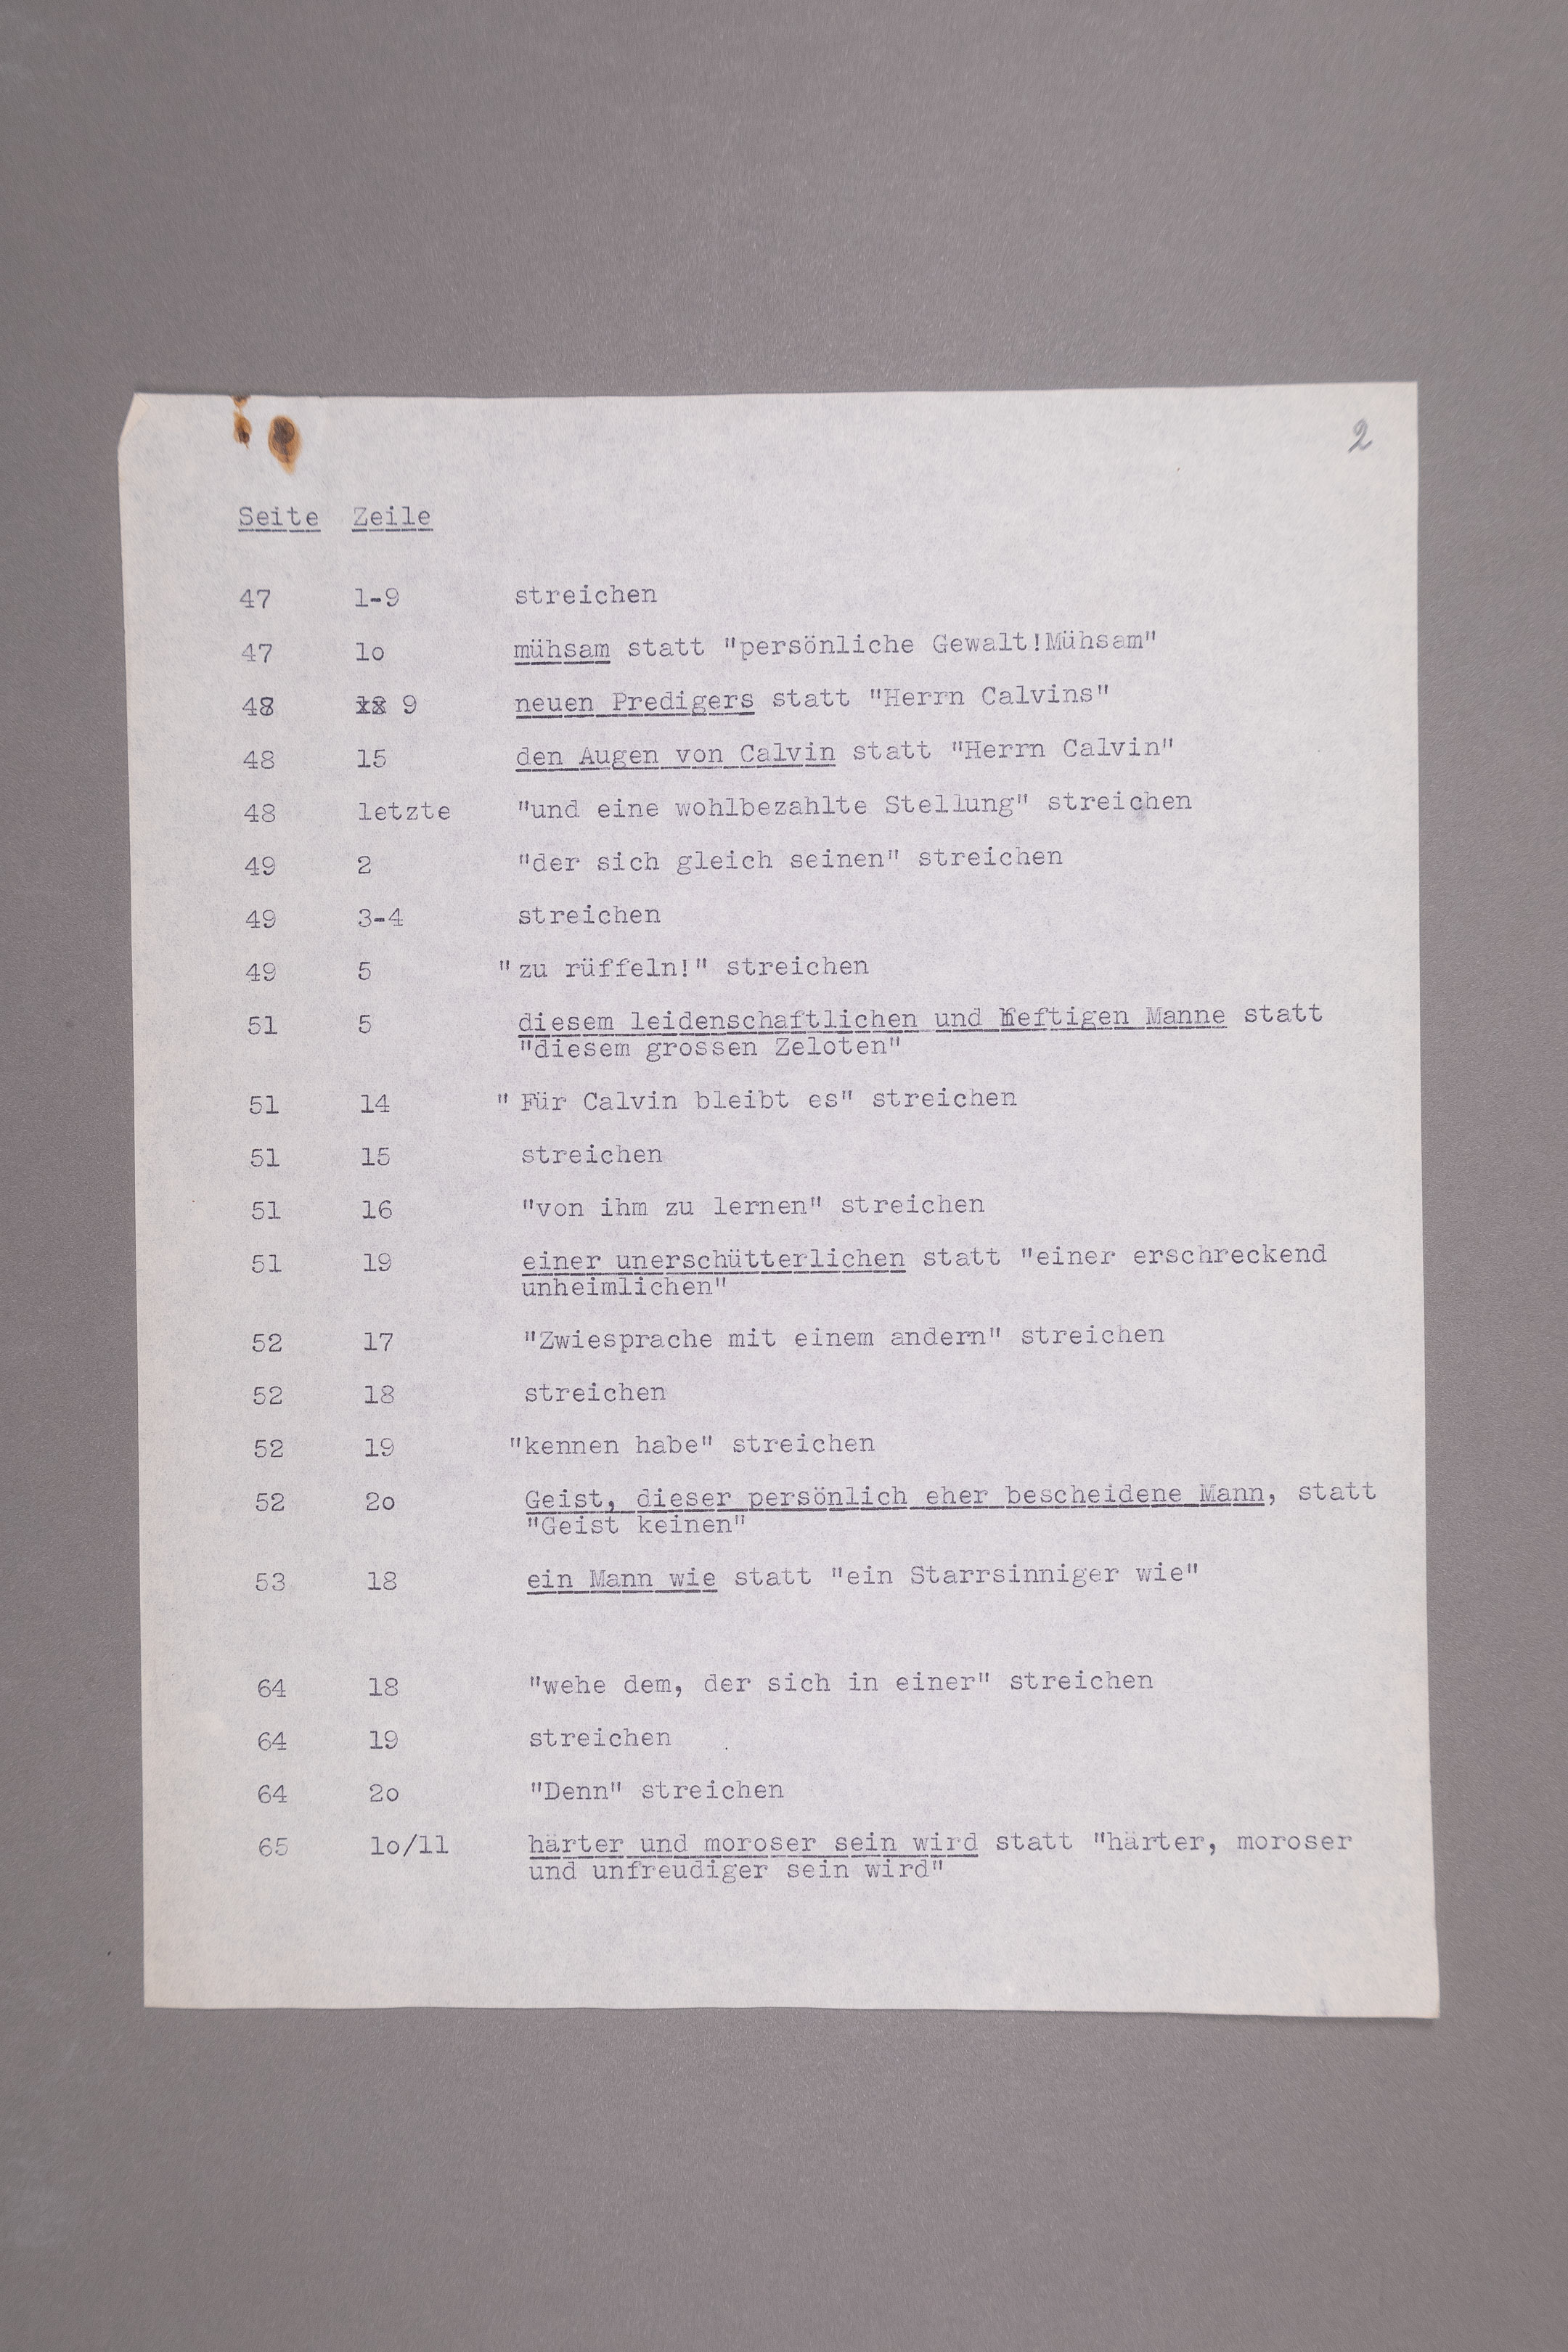 2
Seite Zeile
47 1-9 streichen
47 lo mühsam statt "persönliche Gewalt!Mühsam"
48 9 neuen Predigers statt "Herrn Calvins"
48 15 den Augen von Calvin statt "Herrn Calvin"
48 letzte "und eine wohlbezahlte Stellung" streichen
49 2 "der sich gleich seinen" streichen
49 3-4 streichen
49 5 " zu rüffeln!" streichen
51 5 diesem leidenschaftlichen und heftigen Manne statt
"diesem grossen Zeloten"
51 14 " Für Calvin bleibt es" streichen
51 15 streichen
51 16 "von ihm zu lernen" streichen
51 19 einer unerschütterlichen statt "einer erschreckend
unheimlichen"
52 17 "Zwiesprache mit einem andern" streichen
52 18 streichen
52 19 "kennen habe" streichen
52 2o Geist, dieser persönlich eher bescheidene Mann, statt
"Geist keinen"
53 18 ein Mann wie statt "ein Starrsinniger wie"
64 18 "wehe dem, der sich in einer" streichen
64 19 streichen
64 2o "Denn" streichen
65 lo/11 härter und moroser sein wird statt "härter, moroser
und unfreudiger sein wird"